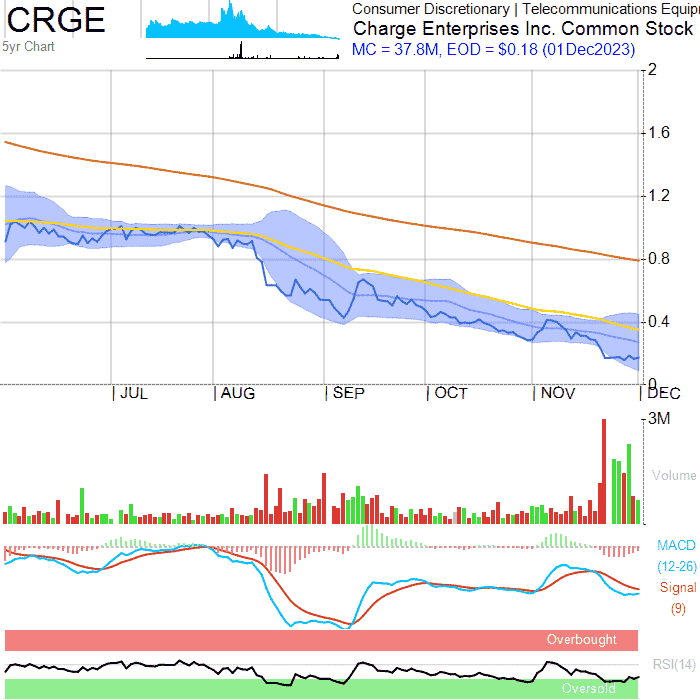 CRGE
5yr Chart
Consumer Discretionary | Telecommunications Equip
Charge Enterprises Inc. Common Stock
MC = 37.8M, EOD = $0.18 (01Dec2023)
2
1.6
1.2
0.8
0.4
0
JUL AUG SEP OCT NOV DEC
3M
Volume
MACD
(12-26)
Signal
(9)
Overbought
RSI(14)
Oversold